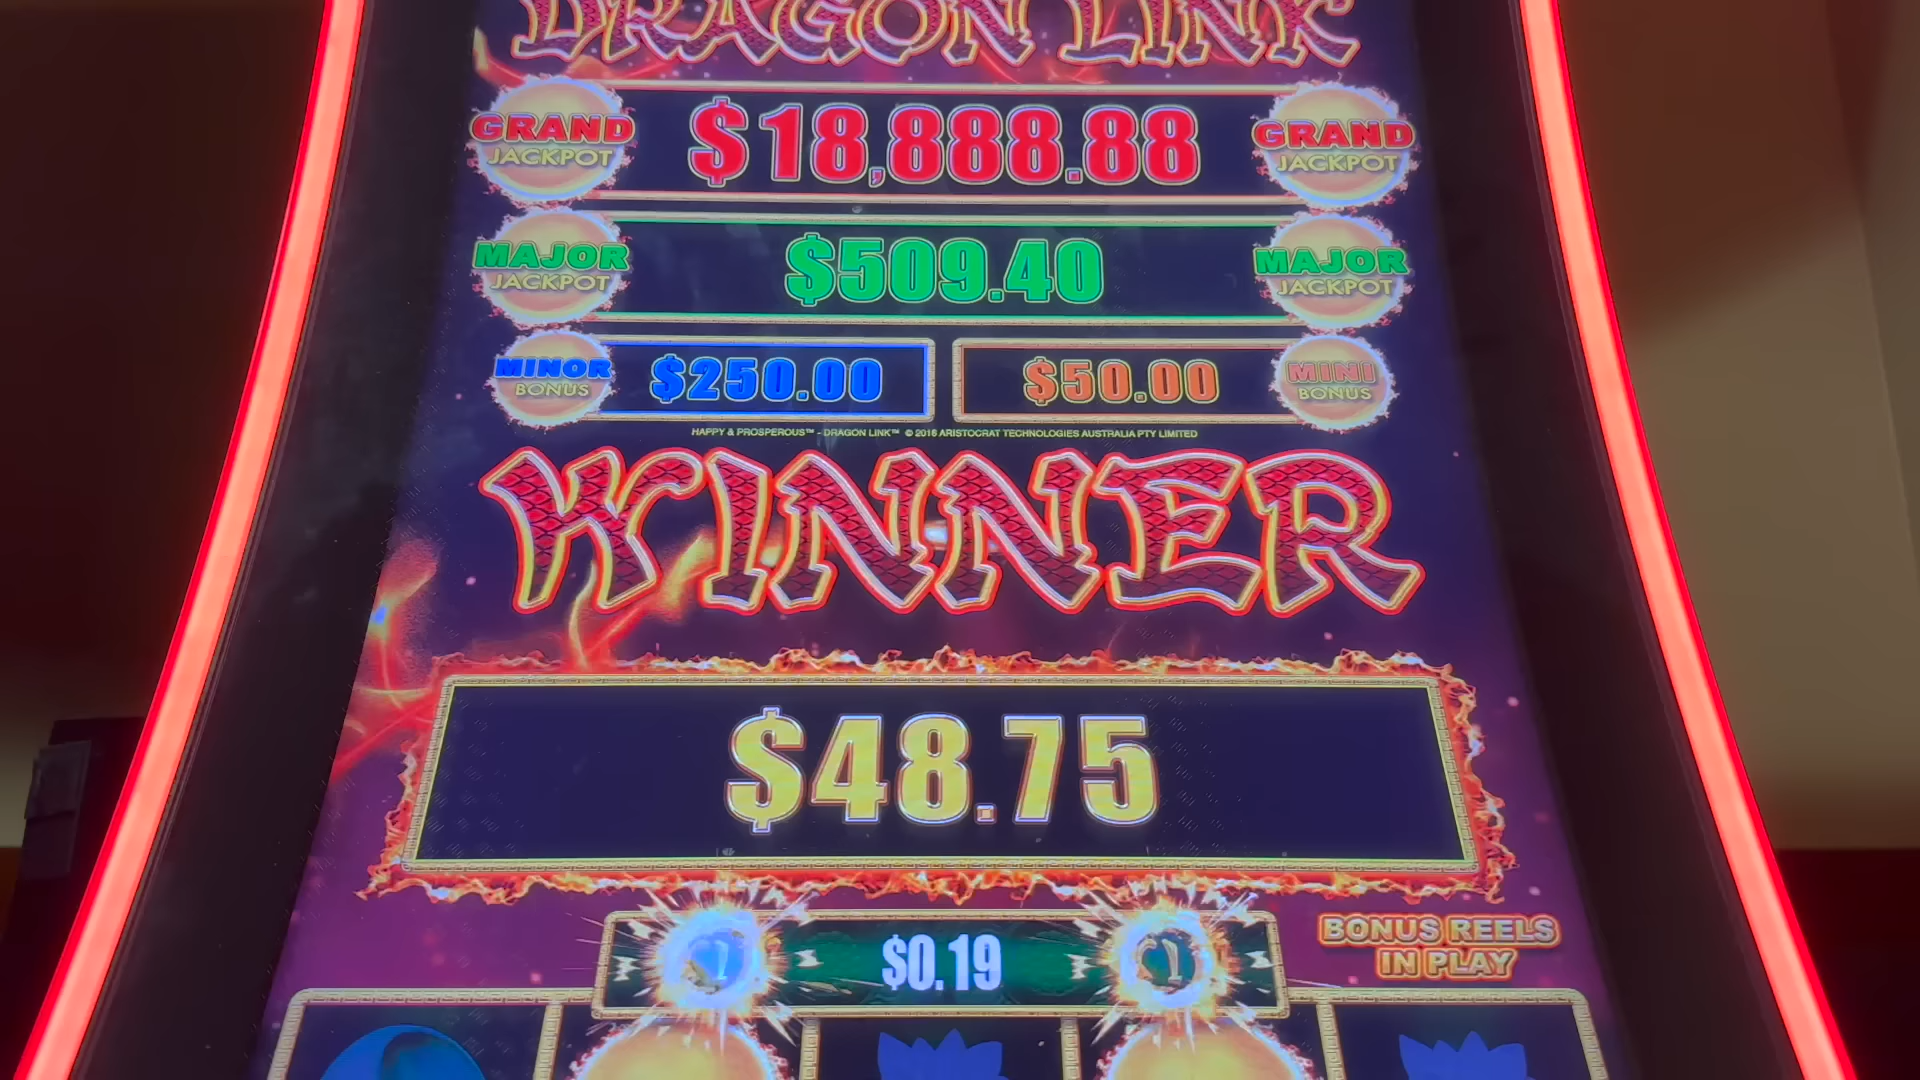 DRAGON LINK
GRAND JACKPOT
$18,888.88
GRAND JACKPOT
MAJOR JACKPOT
$509.40
MAJOR JACKPOT
MINOR BONUS
$250.00
$50.00
MINI BONUS
HAPPY & PROSPEROUS™ - DRAGON LINK™ © 2016 ARISTOCRAT TECHNOLOGIES AUSTRALIA PTY LIMITED
WINNER
$48.75
$0.19
BONUS REELS
IN PLAY